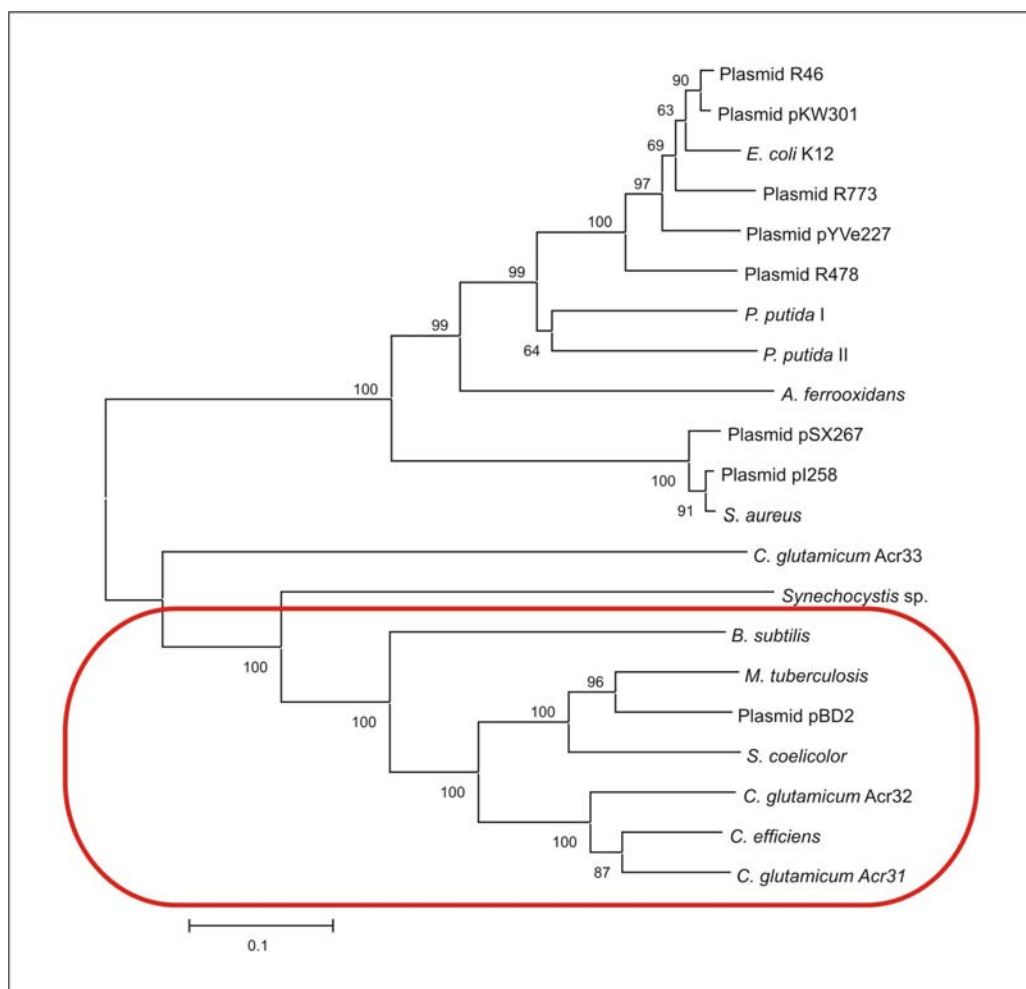 Plasmid R46
90
Plasmid pKW301
63
E. coli K12
69
Plasmid R773
97
Plasmid pYVe227
100
Plasmid R478
99
P. putida I
99
64
P. putida II
100
A. ferrooxidans
Plasmid pSX267
100
Plasmid pI258
91
S. aureus
C. glutamicum Acr33
Synechocystis sp.
B. subtilis
100
M. tuberculosis
96
Plasmid pBD2
100
100
S. coelicolor
100
C. glutamicum Acr32
100
C. efficiens
87
C. glutamicum Acr31
0.1